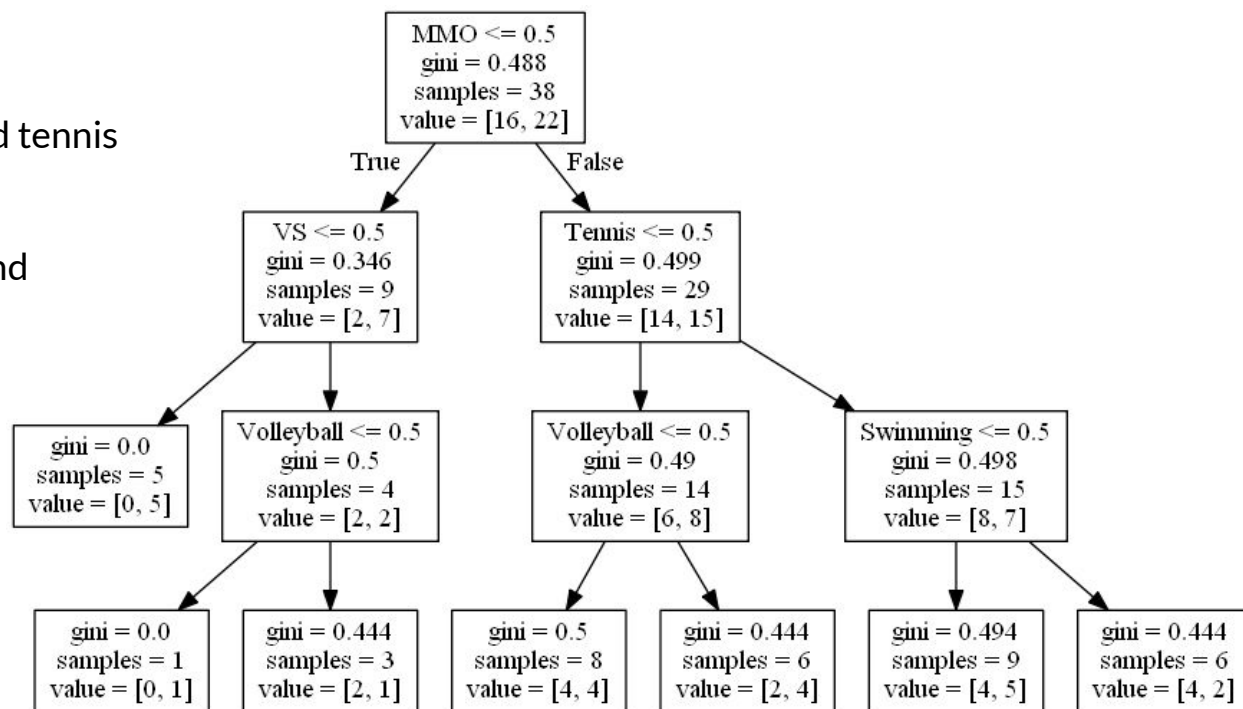 MMO <= 0.5
gini = 0.488
samples = 38
value = [16, 22]
d tennis
nd
True
False
VS <= 0.5
gini = 0.346
samples = 9
value = [2, 7]
Tennis <= 0.5
gini = 0.499
samples = 29
value = [14, 15]
gini = 0.0
samples = 5
value = [0, 5]
Volleyball <= 0.5
gini = 0.5
samples = 4
value = [2, 2]
Volleyball <= 0.5
gini = 0.49
samples = 14
value = [6, 8]
Swimming <= 0.5
gini = 0.498
samples = 15
value = [8, 7]
gini = 0.0
samples = 1
value = [0, 1]
gini = 0.444
samples = 3
value = [2, 1]
gini = 0.5
samples = 8
value = [4, 4]
gini = 0.444
samples = 6
value = [2, 4]
gini = 0.494
samples = 9
value = [4, 5]
gini = 0.444
samples = 6
value = [4, 2]